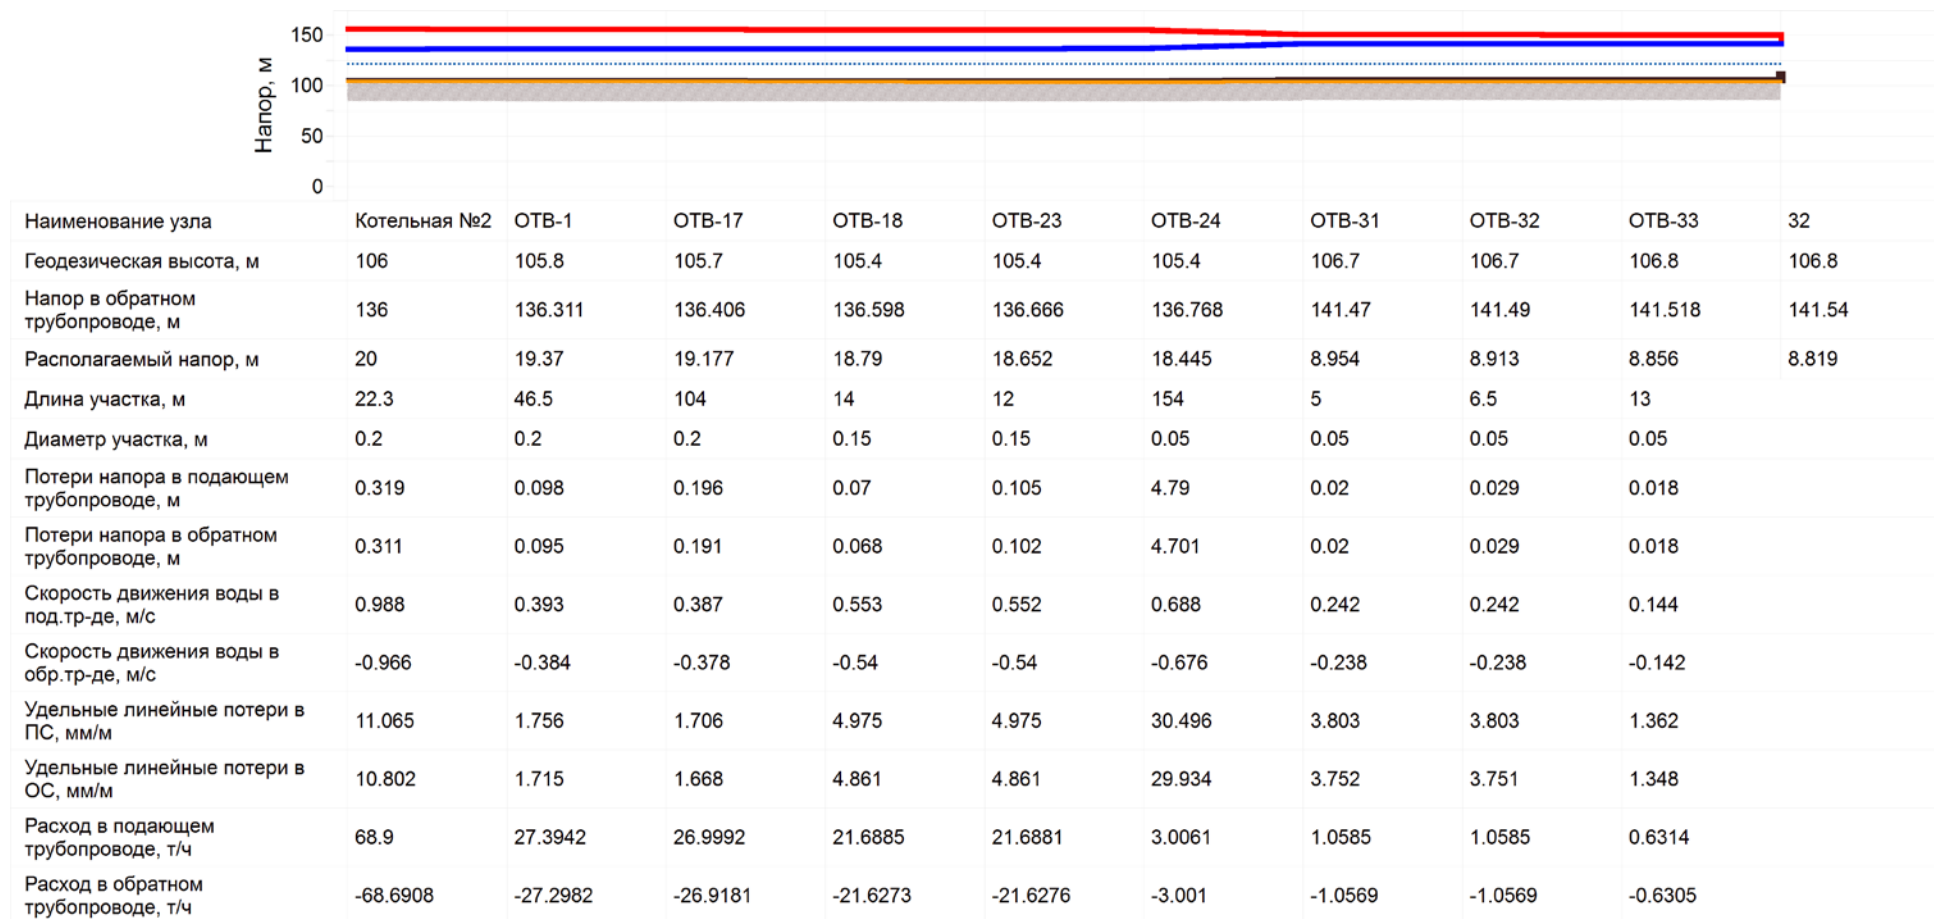 150
100
50
0
Напор, м
Наименование узла Котельная №2 ОТВ-1 ОТВ-17 ОТВ-18 ОТВ-23 ОТВ-24 ОТВ-31 ОТВ-32 ОТВ-33 32
Геодезическая высота, м 106 105.8 105.7 105.4 105.4 105.4 106.7 106.7 106.8 106.8
Напор в обратном
трубопроводе, м 136 136.311 136.406 136.598 136.666 136.768 141.47 141.49 141.518 141.54
Располагаемый напор, м 20 19.37 19.177 18.79 18.652 18.445 8.954 8.913 8.856 8.819
Длина участка, м 22.3 46.5 104 14 12 154 5 6.5 13
Диаметр участка, м 0.2 0.2 0.2 0.15 0.15 0.05 0.05 0.05 0.05
Потери напора в подающем
трубопроводе, м 0.319 0.098 0.196 0.07 0.105 4.79 0.02 0.029 0.018
Потери напора в обратном
трубопроводе, м 0.311 0.095 0.191 0.068 0.102 4.701 0.02 0.029 0.018
Скорость движения воды в
под.тр-де, м/с 0.988 0.393 0.387 0.553 0.552 0.688 0.242 0.242 0.144
Скорость движения воды в
обр.тр-де, м/с -0.966 -0.384 -0.378 -0.54 -0.54 -0.676 -0.238 -0.238 -0.142
Удельные линейные потери в
ПС, мм/м 11.065 1.756 1.706 4.975 4.975 30.496 3.803 3.803 1.362
Удельные линейные потери в
ОС, мм/м 10.802 1.715 1.668 4.861 4.861 29.934 3.752 3.751 1.348
Расход в подающем
трубопроводе, т/ч 68.9 27.3942 26.9992 21.6885 21.6881 3.0061 1.0585 1.0585 0.6314
Расход в обратном
трубопроводе, т/ч -68.6908 -27.2982 -26.9181 -21.6273 -21.6276 -3.001 -1.0569 -1.0569 -0.6305